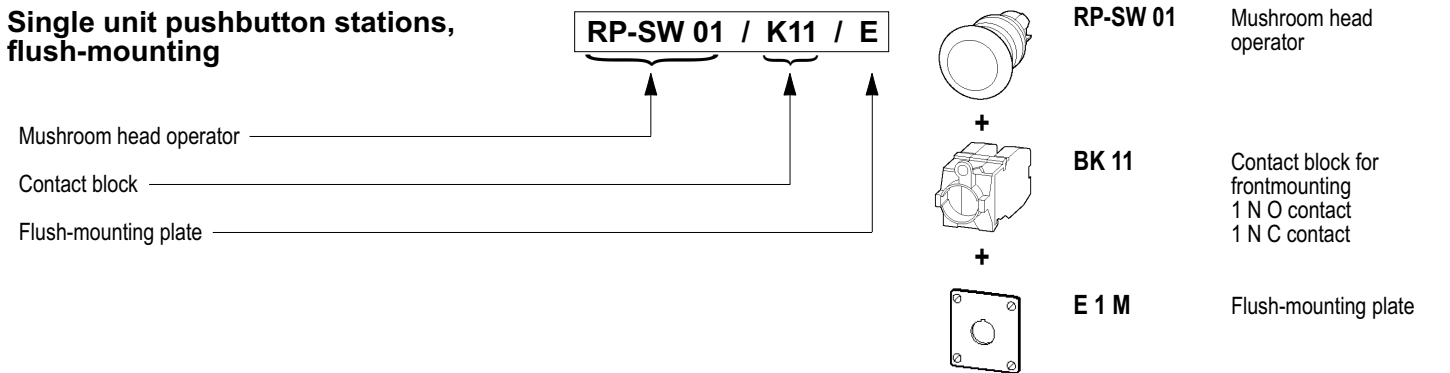 Single unit pushbutton stations,
flush-mounting
RP-SW 01 / K11 / E
Mushroom head operator
Contact block
Flush-mounting plate
RP-SW 01 Mushroom head
operator
+
BK 11 Contact block for
frontmounting
1 N O contact
1 N C contact
+
E 1 M Flush-mounting plate